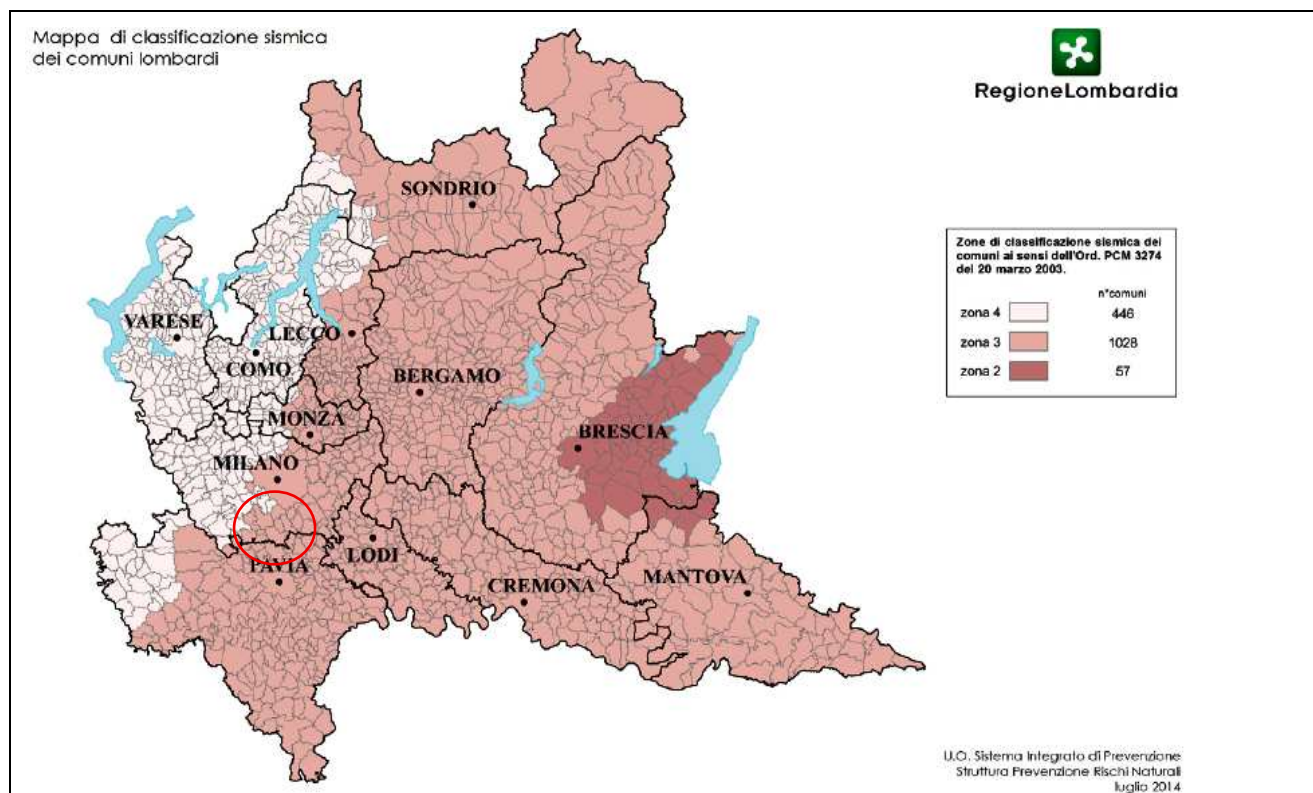 Mappa di classificazione sismica
dei comuni lombardi
RegioneLombardia
SONDRIO
VARESE
LECCO
COMO
BERGAMO
MONZA
BRESCIA
MILANO
PAVIA
LODI
CREMONA
MANTOVA
Zone di classificazione sismica dei
comuni ai sensi dell'Ord. PCM 3274
del 20 marzo 2003.
n°comuni
zona 4 446
zona 3 1028
zona 2 57
U.O. Sistema Integrato di Prevenzione
Struttura Prevenzione Rischi Naturali
luglio 2014